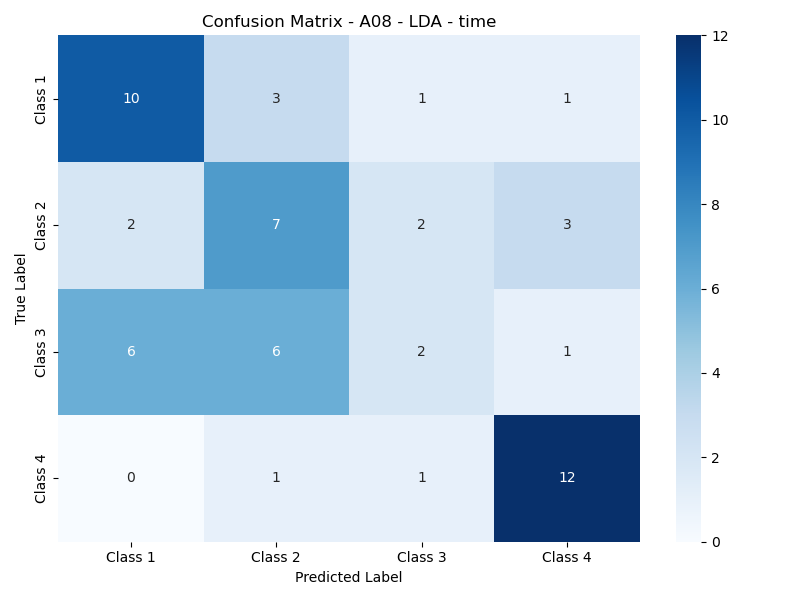 Confusion Matrix - A08 - LDA - time
True Label
Class 1
10 3 1 1
Class 2
2 7 2 3
Class 3
6 6 2 1
Class 4
0 1 1 12
Class 1 Class 2 Class 3 Class 4
Predicted Label
12
10
8
6
4
2
0